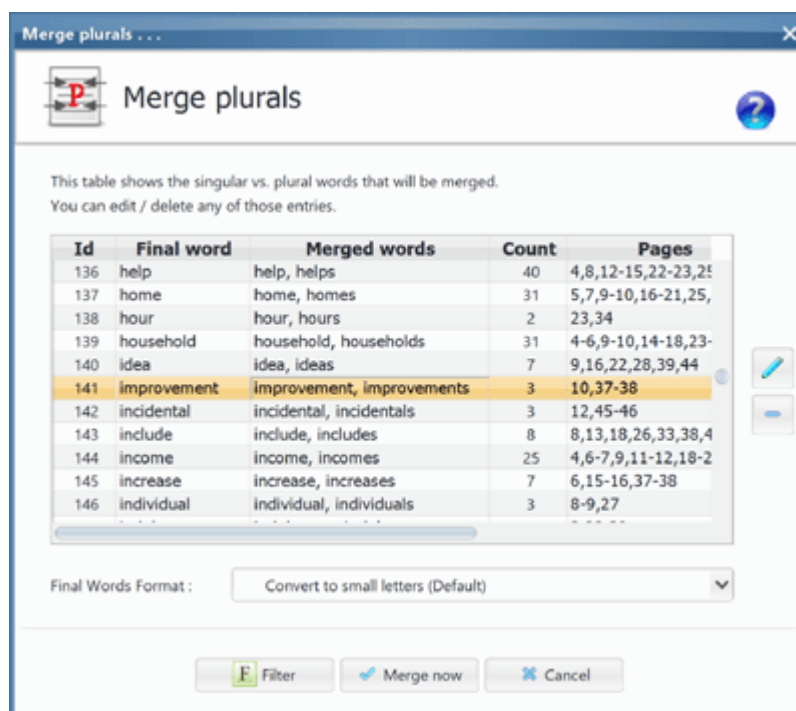 Merge plurals . . .
P Merge plurals
?
This table shows the singular vs. plural words that will be merged.
You can edit / delete any of those entries.
Id Final word Merged words Count Pages
136 help help, helps 40 4,8,12-15,22-23,25
137 home home, homes 31 5,7,9-10,16-21,25,
138 hour hour, hours 2 23,34
139 household household, households 31 4-6,9-10,14-18,23-
140 idea idea, ideas 7 9,16,22,28,39,44
141 improvement improvement, improvements 3 10,37-38
142 incidental incidental, incidentals 3 12,45-46
143 include include, includes 8 8,13,18,26,33,38,4
144 income income, incomes 25 4,6-7,9,11-12,18-2
145 increase increase, increases 7 6,15-16,37-38
146 individual individual, individuals 3 8-9,27
Final Words Format : Convert to small letters (Default)
F Filter Merge now Cancel